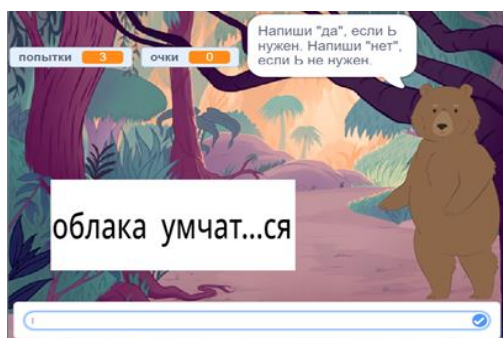 Напиши "да", если Ь
нужен. Напиши "нет",
если Ь не нужен.
попытки 3 очки 0
облака умчат...ся